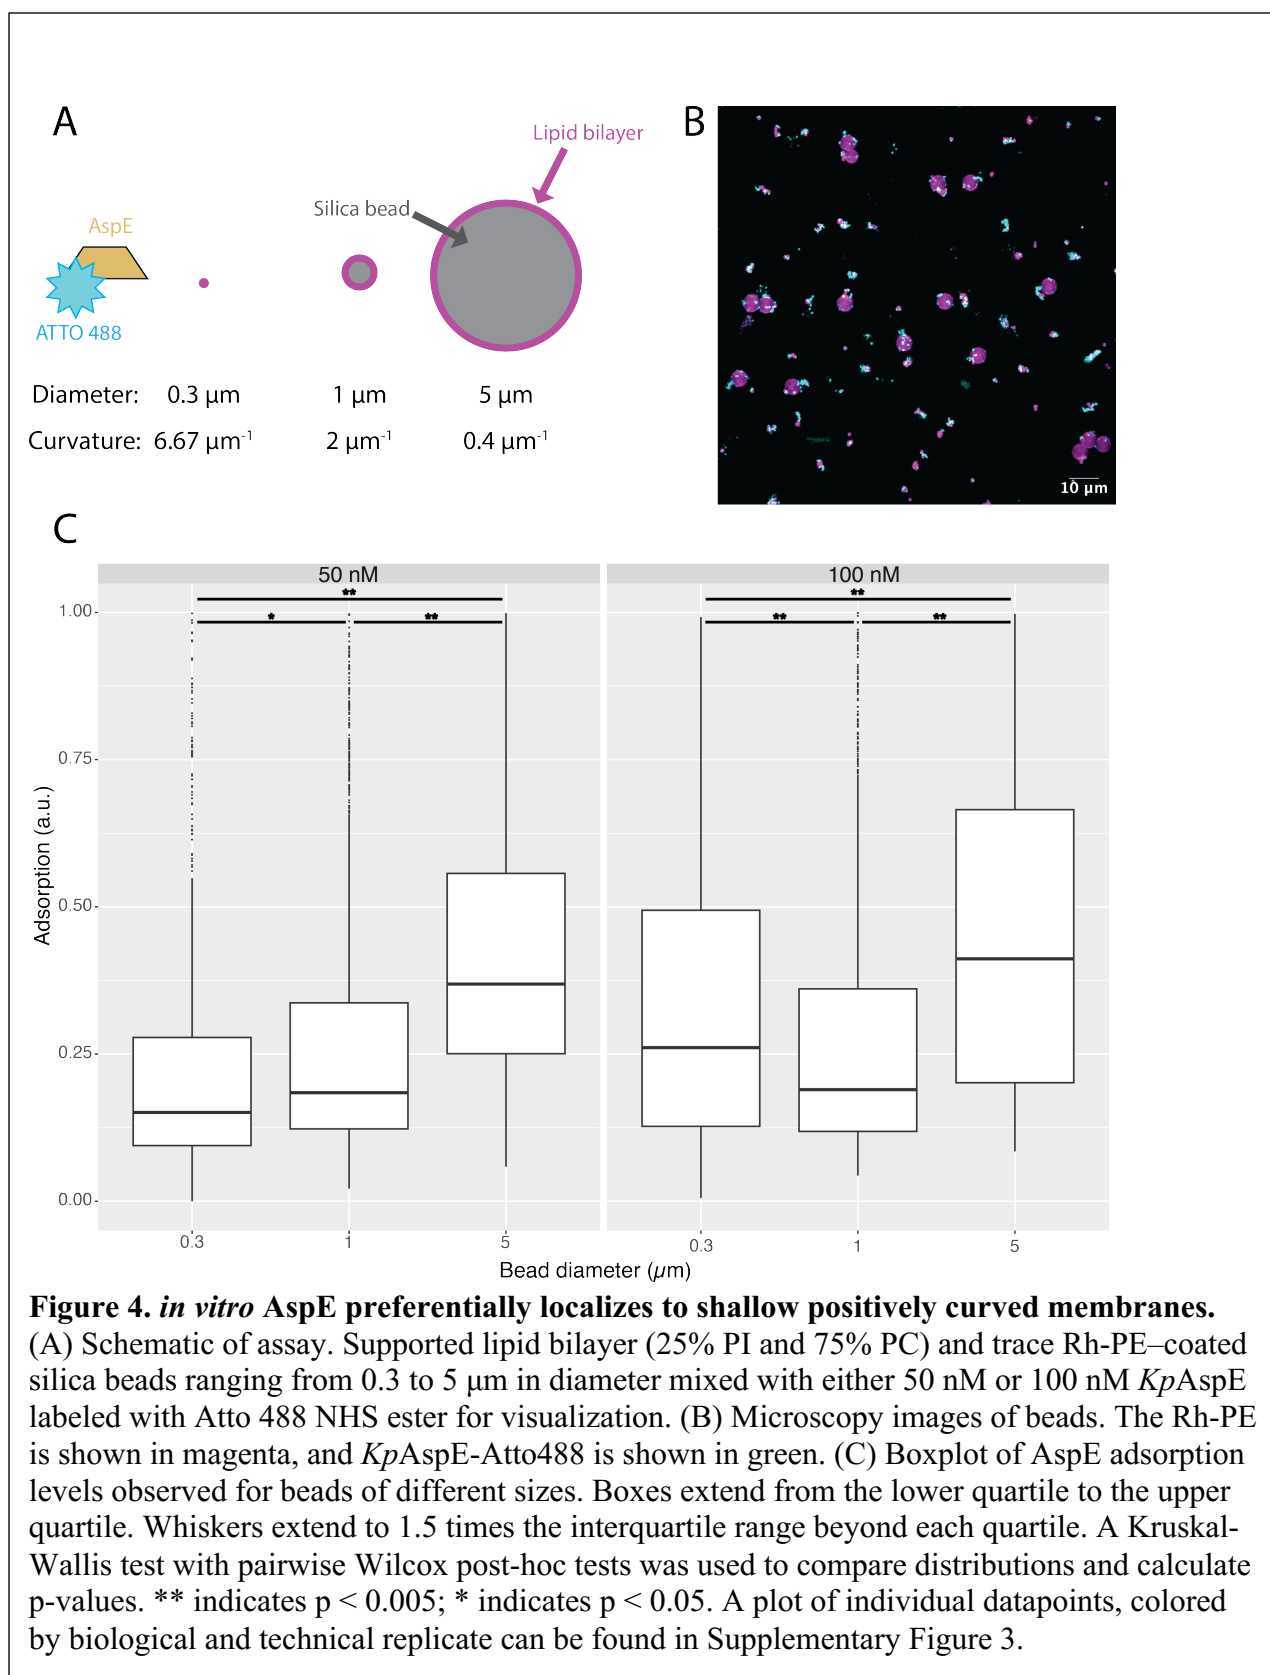 A
Lipid bilayer
Silica bead
AspE
ATTO 488
Diameter: 0.3 µm 1 µm 5 µm
Curvature: 6.67 µm-1 2 µm-1 0.4 µm-1
B
10 µm
C
50 nM
100 nM
**
*
**
**
**
**
1.00
0.75
0.50
0.25
0.00
Adsorption (a.u.)
0.3 1 5 0.3 1 5
Bead diameter (µm)
Figure 4. in vitro AspE preferentially localizes to shallow positively curved membranes.
(A) Schematic of assay. Supported lipid bilayer (25% PI and 75% PC) and trace Rh-PE–coated
silica beads ranging from 0.3 to 5 µm in diameter mixed with either 50 nM or 100 nM KpAspE
labeled with Atto 488 NHS ester for visualization. (B) Microscopy images of beads. The Rh-PE
is shown in magenta, and KpAspE-Atto488 is shown in green. (C) Boxplot of AspE adsorption
levels observed for beads of different sizes. Boxes extend from the lower quartile to the upper
quartile. Whiskers extend to 1.5 times the interquartile range beyond each quartile. A Kruskal-
Wallis test with pairwise Wilcox post-hoc tests was used to compare distributions and calculate
p-values. ** indicates p < 0.005; * indicates p < 0.05. A plot of individual datapoints, colored
by biological and technical replicate can be found in Supplementary Figure 3.